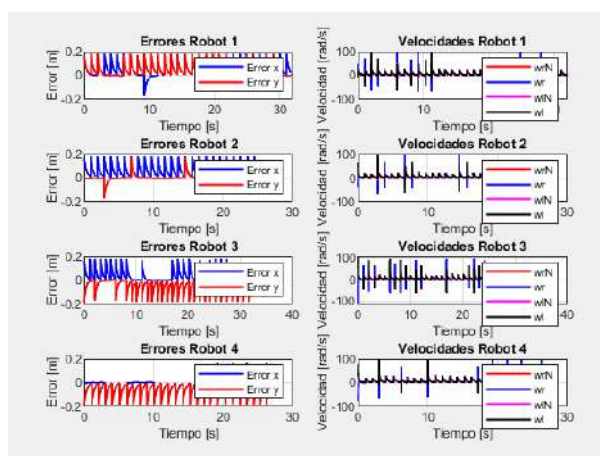 Errores Robot 1
Error [m]
0.2
0
-0.2
0 10 20 30
Tiempo [s]
Error x
Error y
Velocidades Robot 1
Velocidad [rad/s]
100
0
-100
0 10
Tiempo [s]
wrN
wr
wlN
wl
Errores Robot 2
Error [m]
0.2
0
-0.2
0 10 20 30
Tiempo [s]
Error x
Error y
Velocidades Robot 2
Velocidad [rad/s]
100
0
-100
0 10 30
Tiempo [s]
wrN
wr
wlN
wl
Errores Robot 3
Error [m]
0.2
0
-0.2
0 10 20 30 40
Tiempo [s]
Error x
Error y
Velocidades Robot 3
Velocidad [rad/s]
100
0
-100
0 10 20 40
Tiempo [s]
wrN
wr
wlN
wl
Errores Robot 4
Error [m]
0.2
0
-0.2
0 10 20 30
Tiempo [s]
Error x
Error y
Velocidades Robot 4
Velocidad [rad/s]
100
0
-100
0 10 30
Tiempo [s]
wrN
wr
wlN
wl